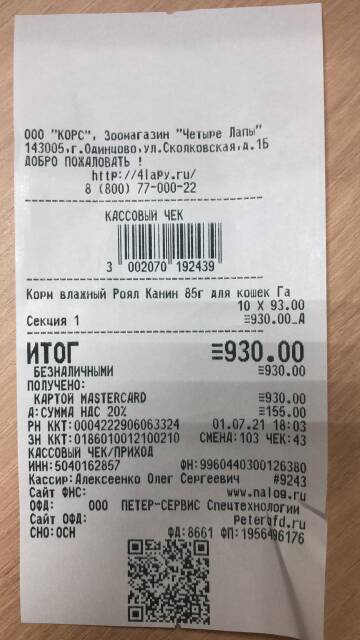 ООО "КОРС", Зоомагазин "Четыре Лапы"
143005,г.Одинцово,ул.Сколковская,д.1Б
ДОБРО ПОЖАЛОВАТЬ !
http://4lapy.ru/
8 (800) 77-000-22
КАССОВЫЙ ЧЕК
3 002070 192439
Корм влажный Роял Канин 85г для кошек Га
10 X 93.00
Секция 1 ≡930.00_А
ИТОГ ≡930.00
БЕЗНАЛИЧНЫМИ ≡930.00
ПОЛУЧЕНО:
КАРТОЙ MASTERCARD ≡930.00
А:СУММА НДС 20% ≡155.00
РН ККТ:0004222906063324 01.07.21 18:03
ЗН ККТ:0186010012100210 СМЕНА:103 ЧЕК:43
КАССОВЫЙ ЧЕК/ПРИХОД
ИНН:5040162857 ФН:9960440300126380
Кассир:Алексеенко Олег Сергеевич #9243
Сайт ФНС: www.nalog.ru
ОФД: ООО ПЕТЕР-СЕРВИС Спецтехнологии
Сайт ОФД: peterofd.ru
СНО:ОСН ФД:8661 ФП:1956496176